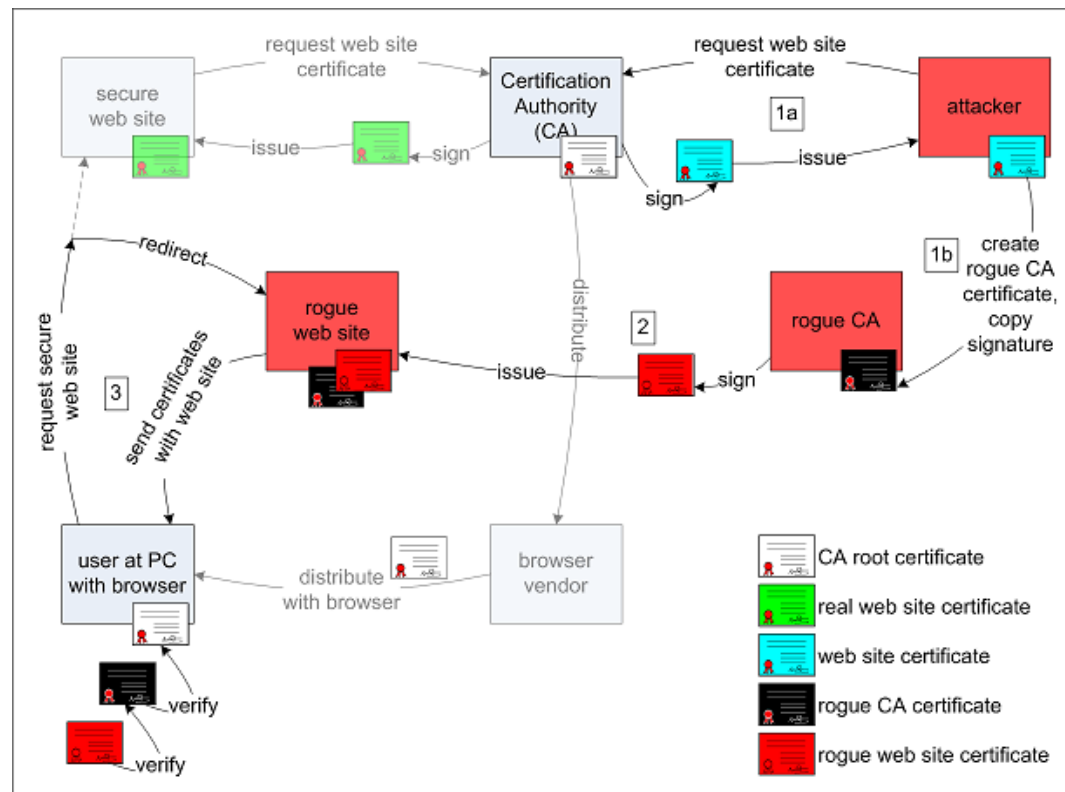 request web site
certificate
request web site
certificate
secure
web site
Certification
Authority
(CA)
1a
attacker
issue
sign
issue
sign
redirect
distribute
1b
create
rogue CA
certificate,
copy
signature
rogue
web site
2
rogue CA
issue
sign
request secure
web site
3
send certificates
with web site
user at PC
with browser
distribute
with browser
browser
vendor
verify
verify
CA root certificate
real web site certificate
web site certificate
rogue CA certificate
rogue web site certificate